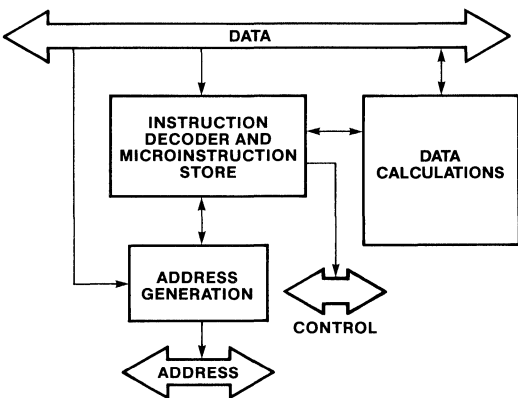 DATA
INSTRUCTION
DECODER AND
MICROINSTRUCTION
STORE
DATA
CALCULATIONS
ADDRESS
GENERATION
CONTROL
ADDRESS